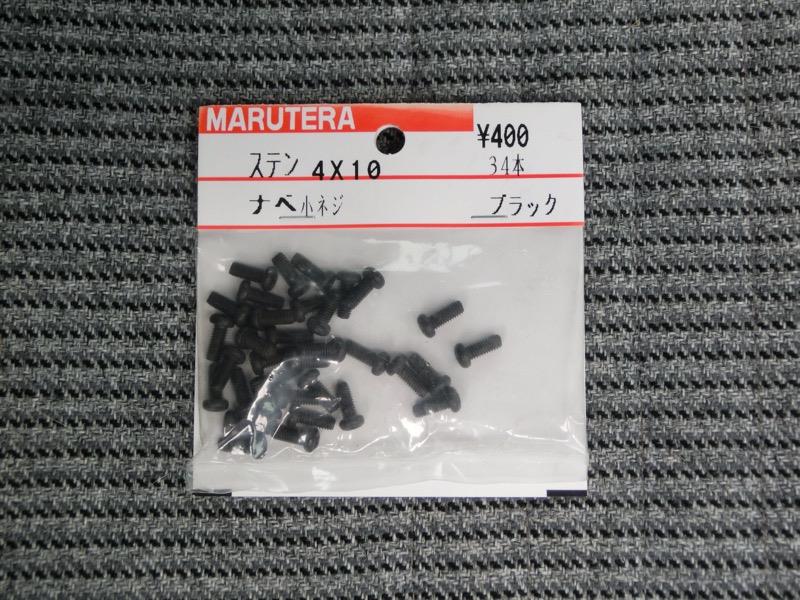 MARUTERA
¥400
ステン 4X10
34本
ナベ小ネジ ブラック